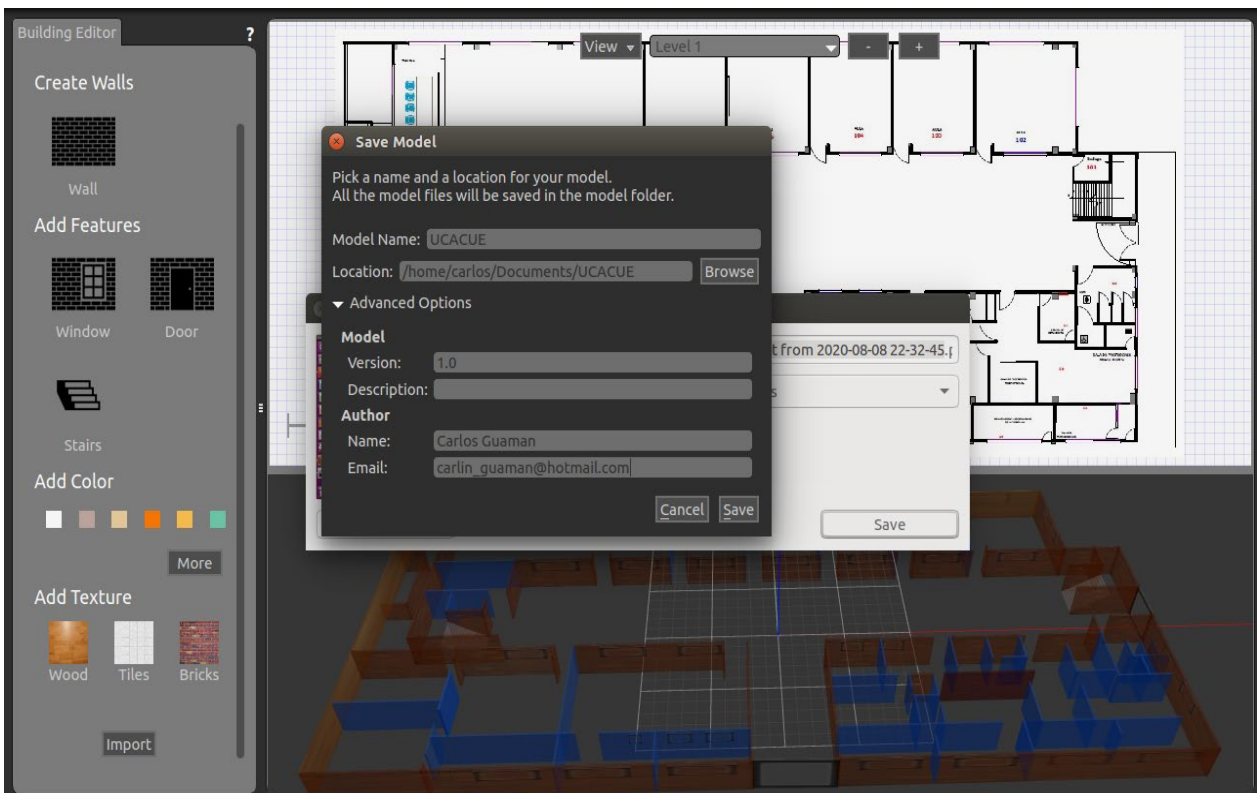 Building Editor
?
Create Walls
Wall
Add Features
Window
Door
Stairs
Add Color
More
Add Texture
Wood
Tiles
Bricks
Import
View
Level 1
-
+
104
103
102
101
Save Model
Pick a name and a location for your model.
All the model files will be saved in the model folder.
Model Name: UCACUE
Location: /home/carlos/Documents/UCACUE
Browse
Advanced Options
Model
Version: 1.0
Description:
Author
Name: Carlos Guaman
Email: carlin_guaman@hotmail.com
Cancel
Save
from 2020-08-08 22-32-45.p
Save